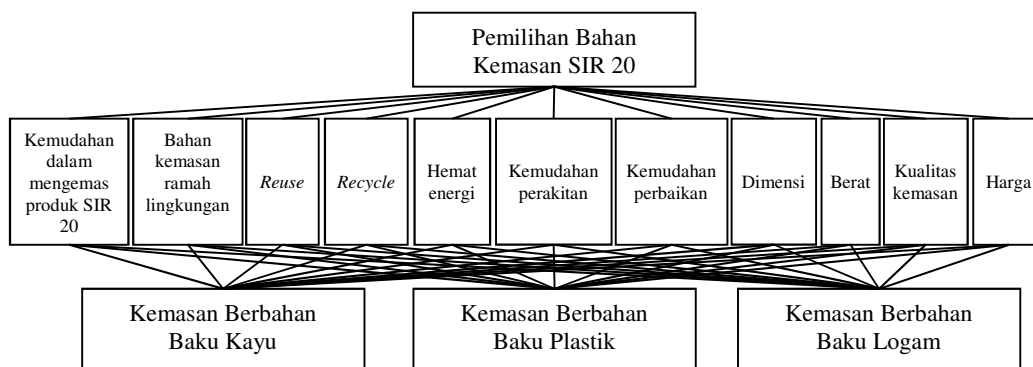 Pemilihan Bahan
Kemasan SIR 20
Kemudahan
dalam
mengemas
produk SIR
20
Bahan
kemasan
ramah
lingkungan
Reuse
Recycle
Hemat
energi
Kemudahan
perakitan
Kemudahan
perbaikan
Dimensi
Berat
Kualitas
kemasan
Harga
Kemasan Berbahan
Baku Kayu
Kemasan Berbahan
Baku Plastik
Kemasan Berbahan
Baku Logam